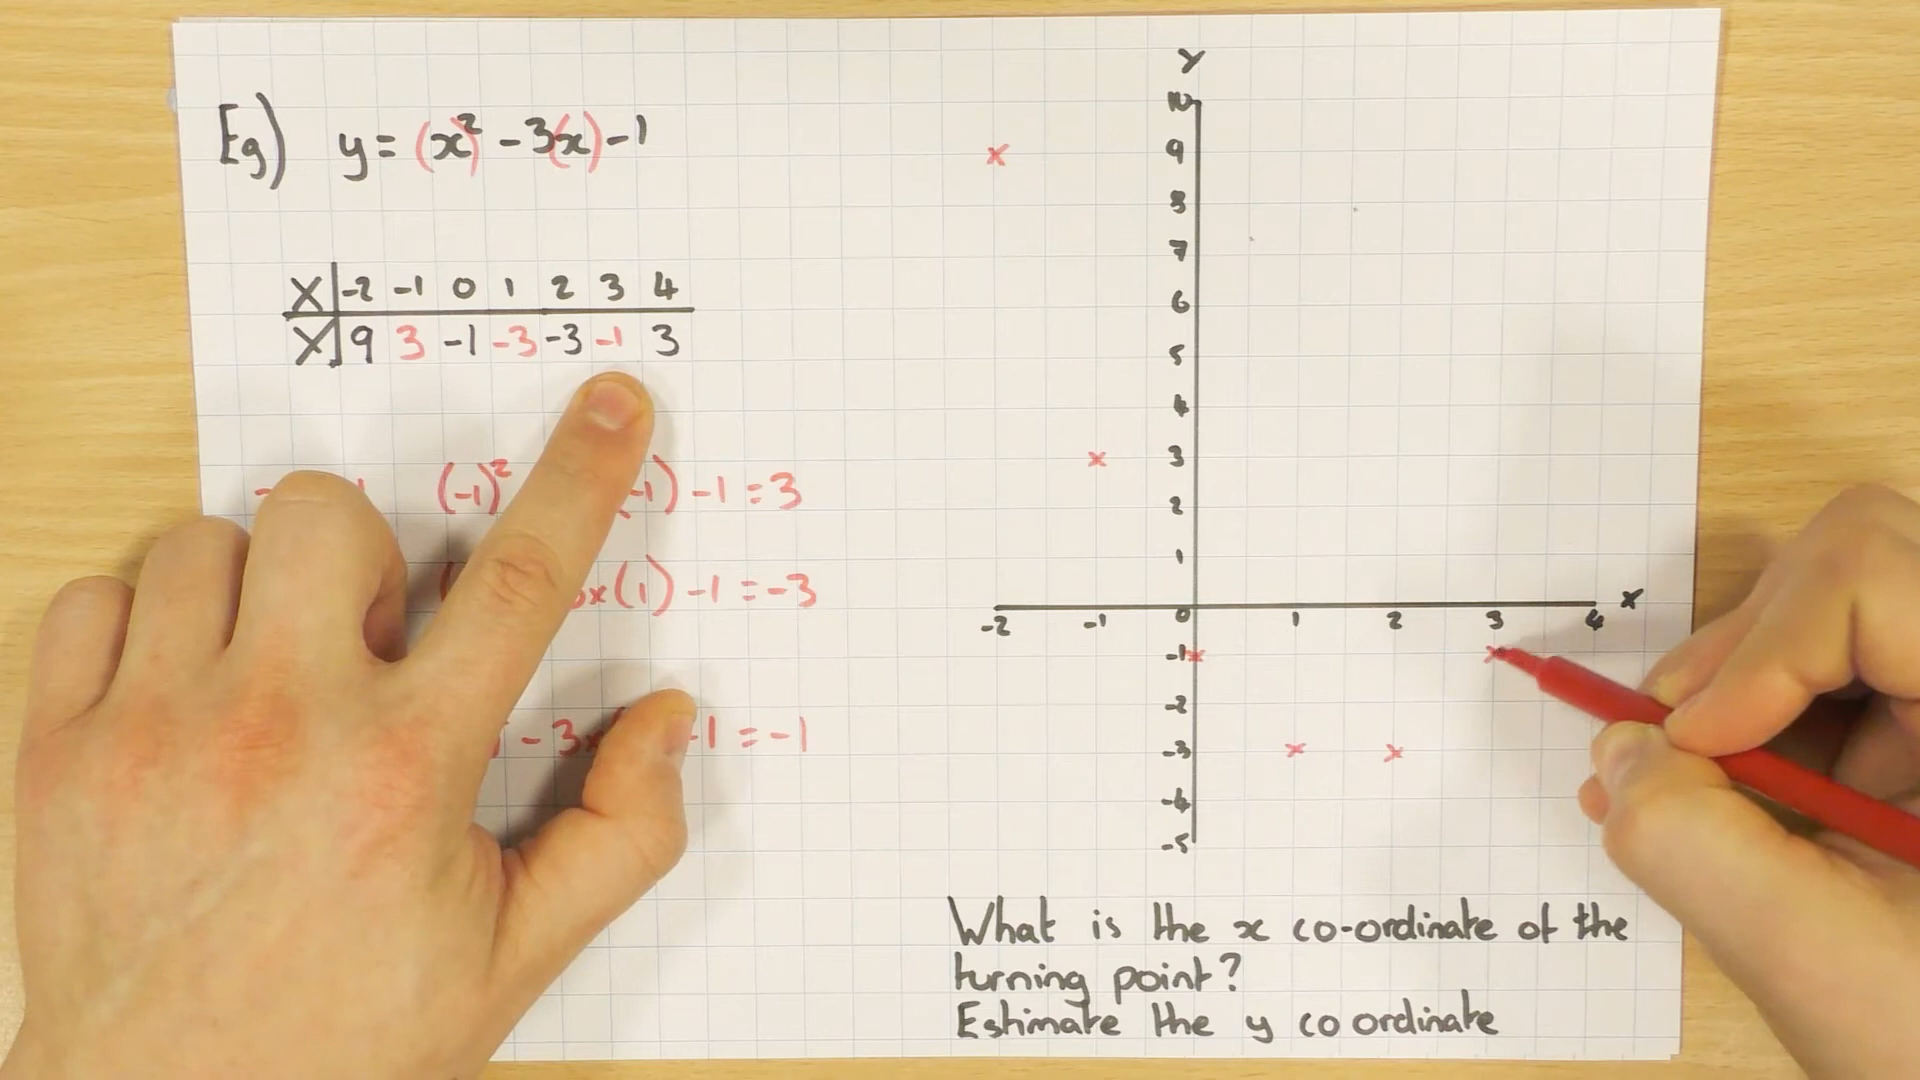 Eg) y = (x)² - 3(x) - 1
X | -2 -1 0 1 2 3 4
X | 9 3 -1 -3 -3 -1 3
(-1)² -1) - 1 = 3
x(1) - 1 = -3
- 3x -1 = -1
Y
10
9
8
7
6
5
4
3
2
1
x
-2 -1 0 1 2 3 4
-1
-2
-3
-4
-5
What is the x co-ordinate of the
turning point?
Estimate the y co ordinate